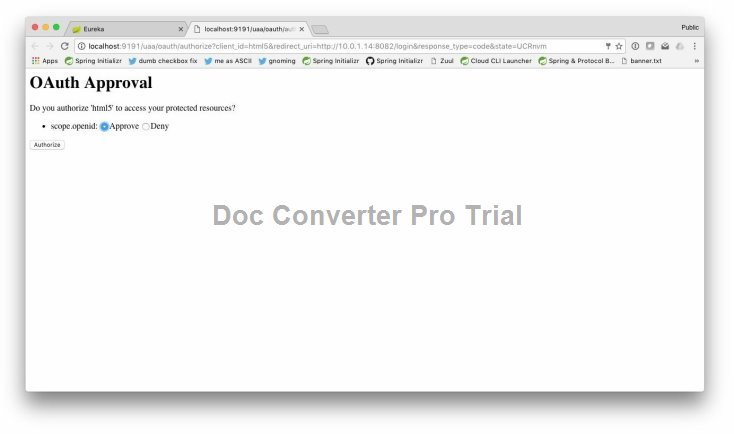 Eureka
localhost:9191/uaa/oauth/aut
Public
localhost:9191/uaa/oauth/authorize?client_id=html5&redirect_uri=http://10.0.1.14:8082/login&response_type=code&state=UCRnvm
Apps Spring Initializr dumb checkbox fix me as ASCII gnoming Spring Initializr Spring Initializr Zuul Cloud CLI Launcher Spring & Protocol B... banner.txt »
OAuth Approval
Do you authorize 'html5' to access your protected resources?
• scope.openid: Approve Deny
Authorize
Doc Converter Pro Trial